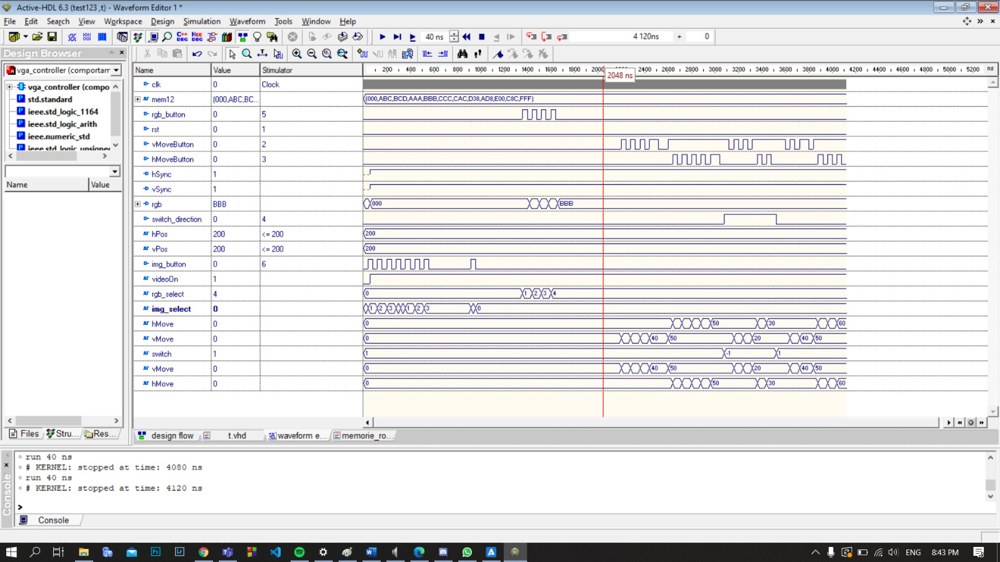 Active-HDL 6.3 (test123 ,t) - Waveform Editor 1 *
File Edit Search View Workspace Design Simulation Waveform Tools Window Help
40 ns 4 120ns + 0
Design Browser
vga_controller (comportam
vga_controller (compo
std.standard
ieee.std_logic_1164
ieee.std_logic_arith
ieee.numeric_std
ieee.std_logic_unsigned
Name Value
Files Stru... Res...
Name Value Stimulator 200 400 600 800 1000 1400 1600 1800 2000 2400 2600 2800 3000 3200 3400 3600 3800 4000 4200 4400 4600 4800 5000 5200 ns
2048 ns
clk 0 Clock
mem12 (000,ABC,BC... (000,ABC,BCD,AAA,BBB,CCC,CAC,D38,AD8,E00,C8C,FFF)
rgb_button 0 5
rst 0 1
vMoveButton 0 2
hMoveButton 0 3
hSync 1
vSync 1
rgb BBB 000 BBB
switch_direction 0 4
hPos 200 <= 200 200
vPos 200 <= 200 200
img_button 0 6
videoOn 1
rgb_select 4 0 1 2 3 4
img_select 0 1 2 3 1 2 3 0
hMove 0 0 50 30 60
vMove 0 0 40 50 20 40 50
switch 1 1 -1 1
vMove 0 0 40 50 20 40 50
hMove 0 0 50 30 60
design flow t.vhd waveform e... memorie_ro...
run 40 ns
# KERNEL: stopped at time: 4080 ns
run 40 ns
# KERNEL: stopped at time: 4120 ns
>
Console
Console
ENG 8:43 PM